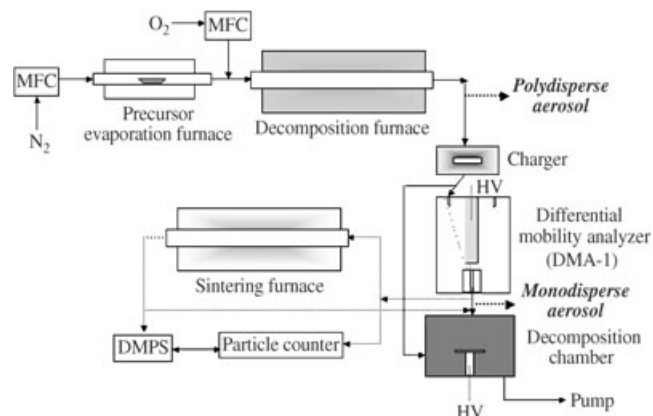 O2
MFC
MFC
N2
Precursor
evaporation furnace
Decomposition furnace
Polydisperse
aerosol
Charger
HV
Differential
mobility analyzer
(DMA-1)
Sintering furnace
Monodisperse
aerosol
DMPS
Particle counter
Decomposition
chamber
Pump
HV